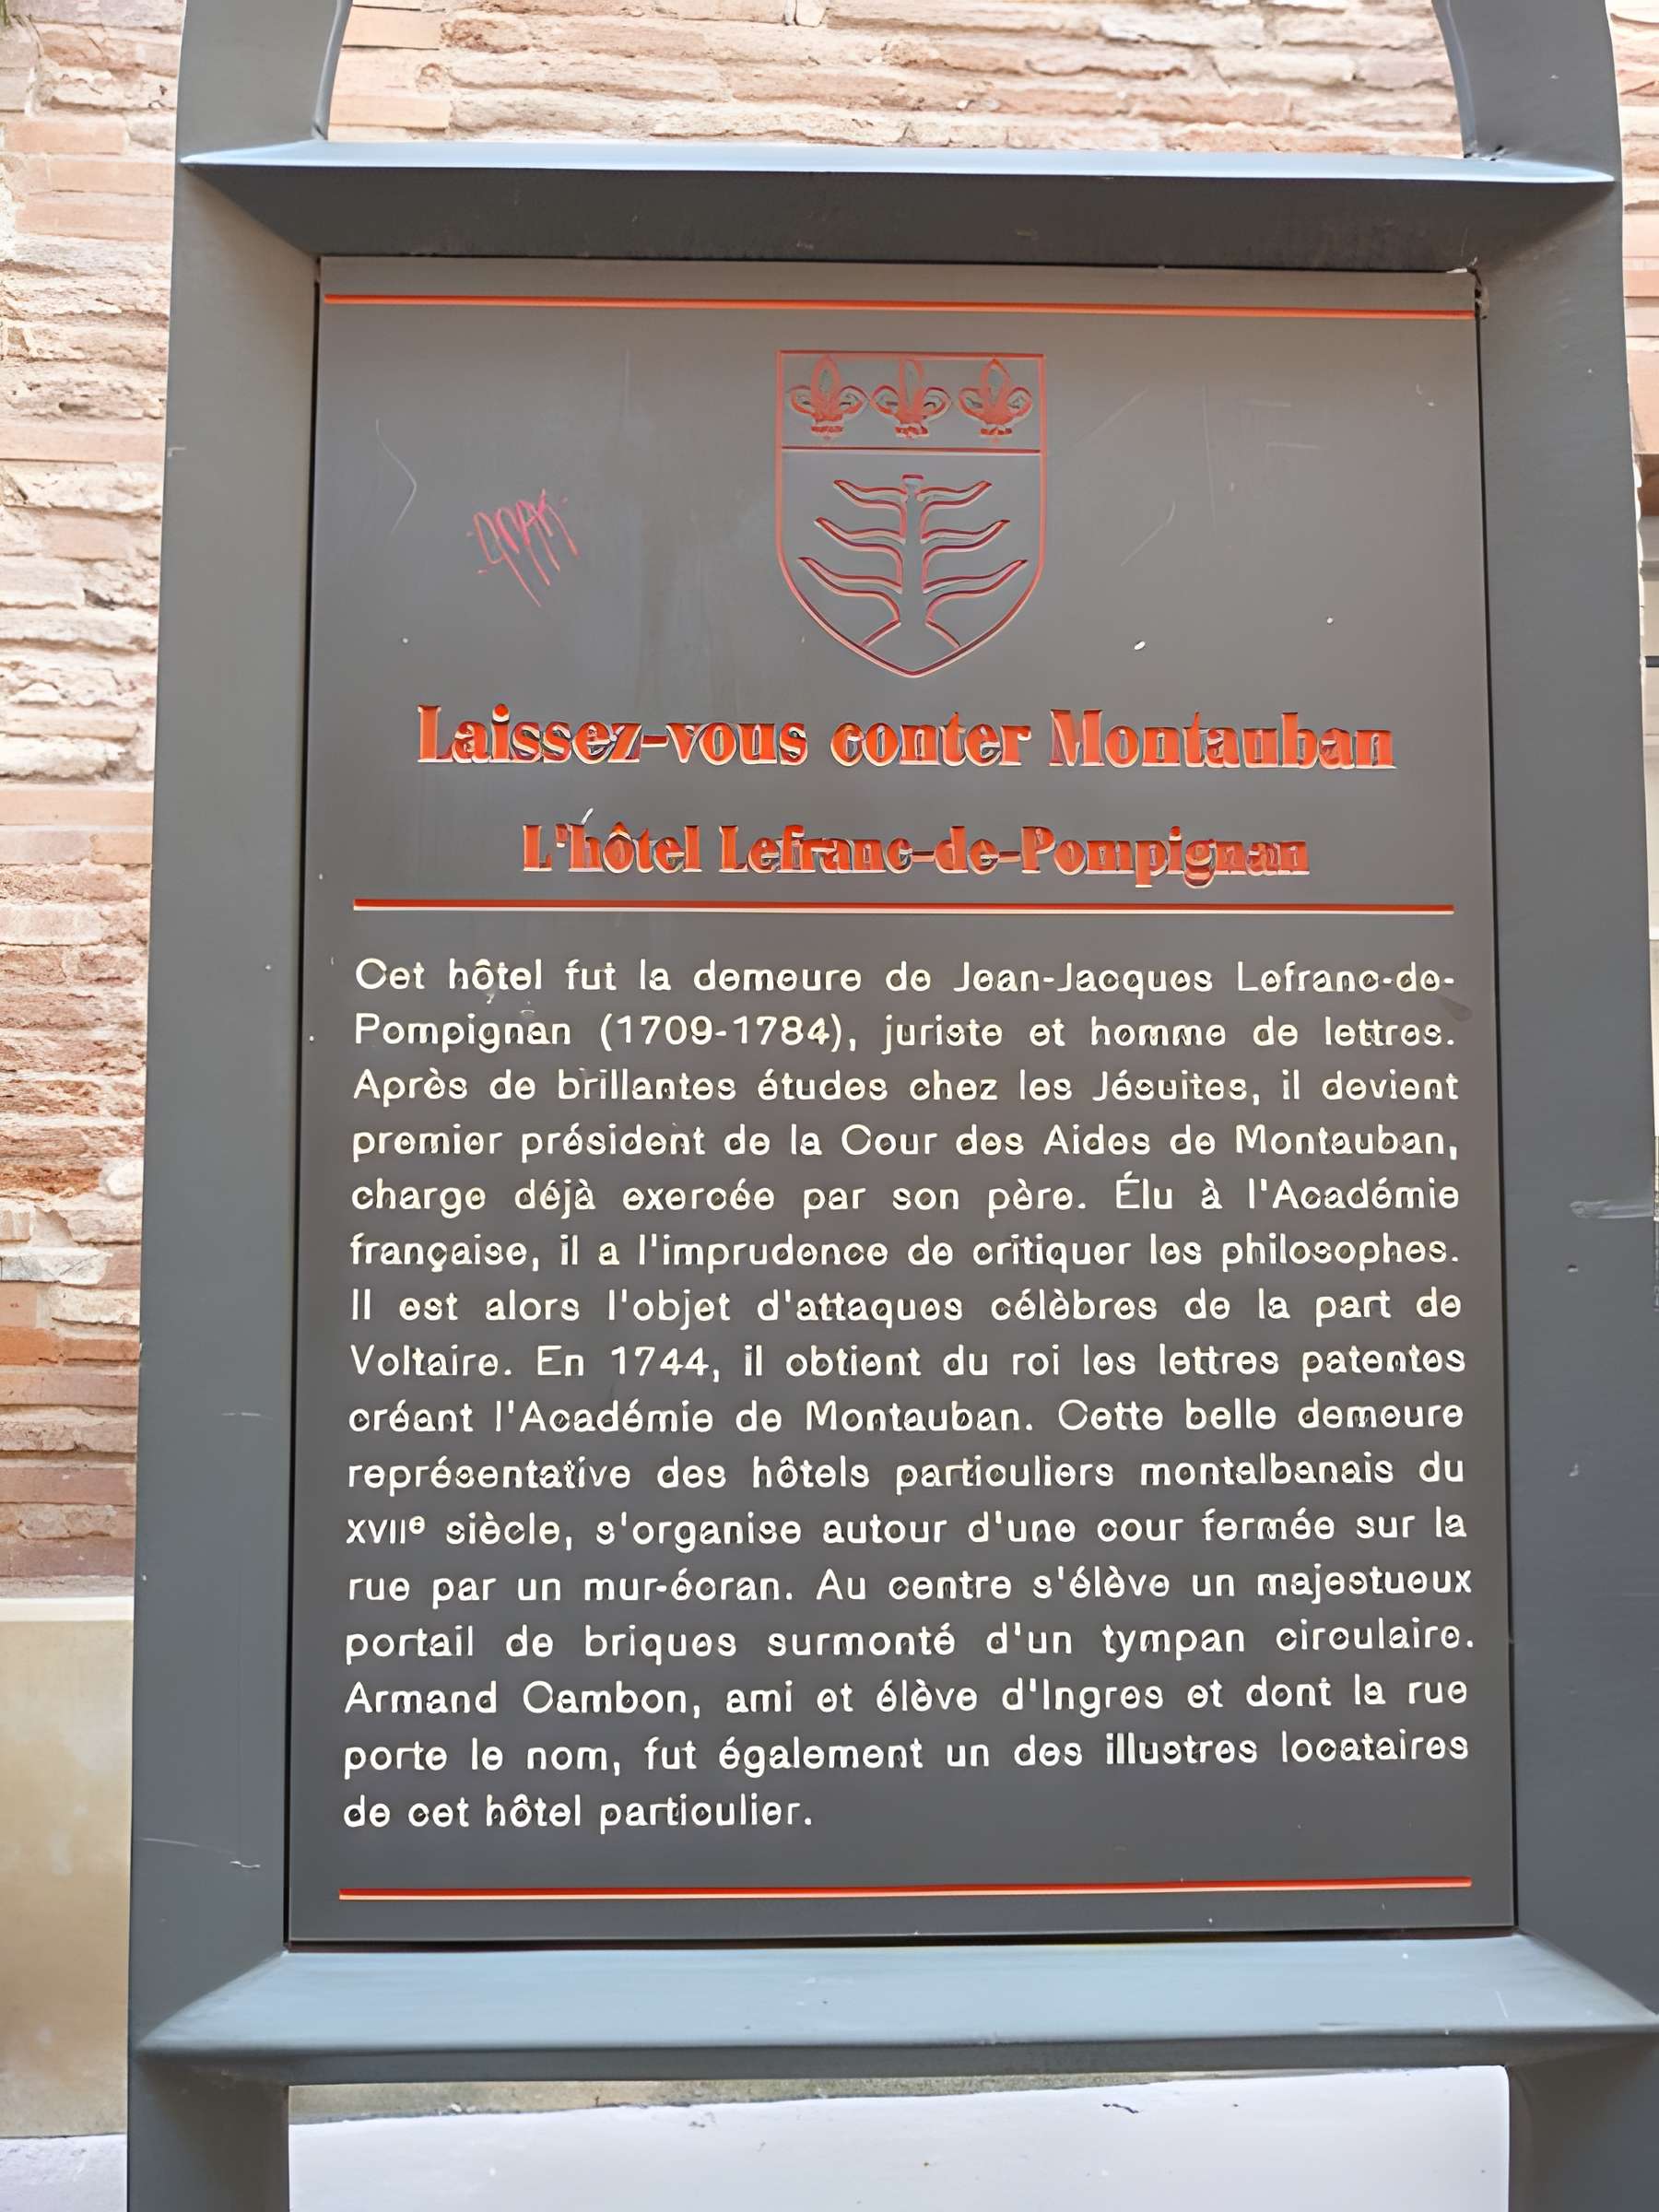 Laissez-vous conter Montauban
L'hôtel Lefranc-de-Pompignan
Cet hôtel fut la demeure de Jean-Jacques Lefranc-de-
Pompignan (1709-1784), juriste et homme de lettres.
Après de brillantes études chez les Jésuites, il devient
premier président de la Cour des Aides de Montauban,
charge déjà exercée par son père. Élu à l'Académie
française, il a l'imprudence de critiquer les philosophes.
Il est alors l'objet d'attaques célèbres de la part de
Voltaire. En 1744, il obtient du roi les lettres patentes
créant l'Académie de Montauban. Cette belle demeure
représentative des hôtels particuliers montalbanais du
XVIIe siècle, s'organise autour d'une cour fermée sur la
rue par un mur-écran. Au centre s'élève un majestueux
portail de briques surmonté d'un tympan circulaire.
Armand Cambon, ami et élève d'Ingres et dont la rue
porte le nom, fut également un des illustres locataires
de cet hôtel particulier.